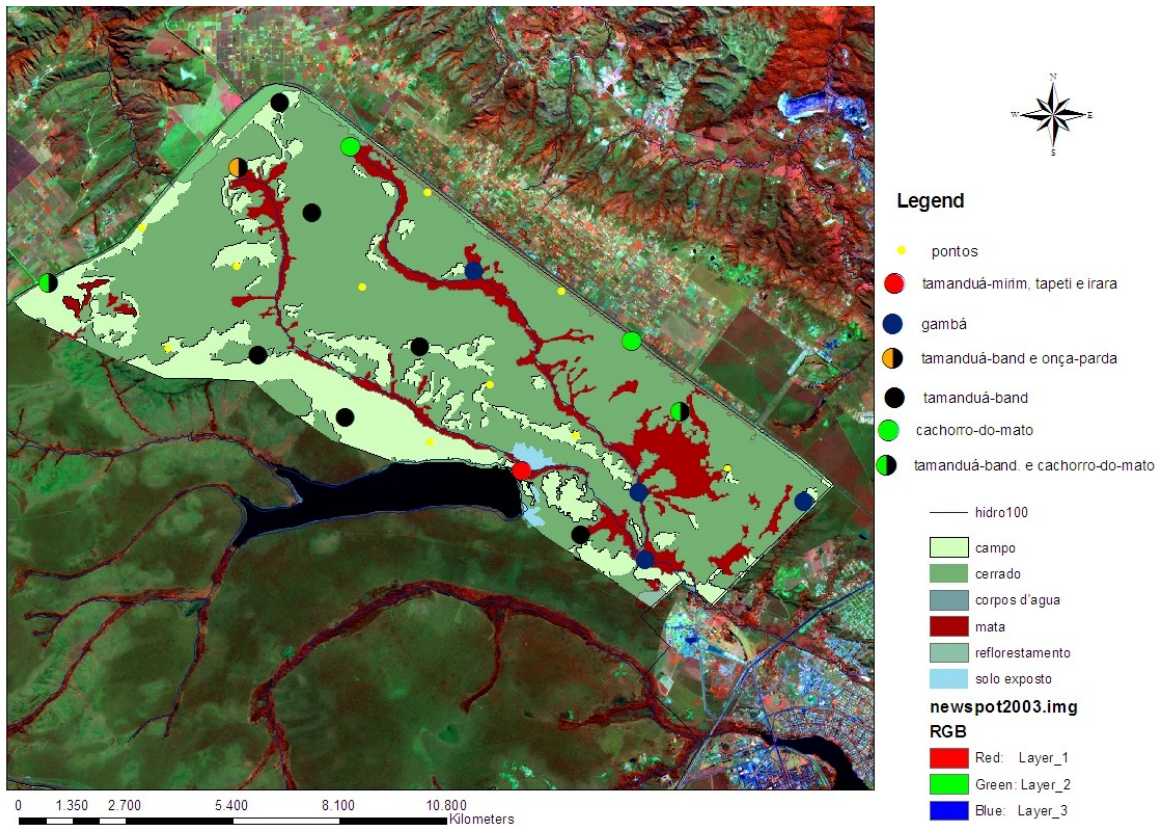 N
W E
S
Legend
pontos
tamanduá-mirim, tapeti e irara
gambá
tamanduá-band e onça-parda
tamanduá-band
cachorro-do-mato
tamanduá-band. e cachorro-do-mato
hidro100
campo
cerrado
corpos d'agua
mata
reflorestamento
solo exposto
newspot2003.img
RGB
Red: Layer_1
Green: Layer_2
Blue: Layer_3
0 1.350 2.700 5.400 8.100 10.800
Kilometers